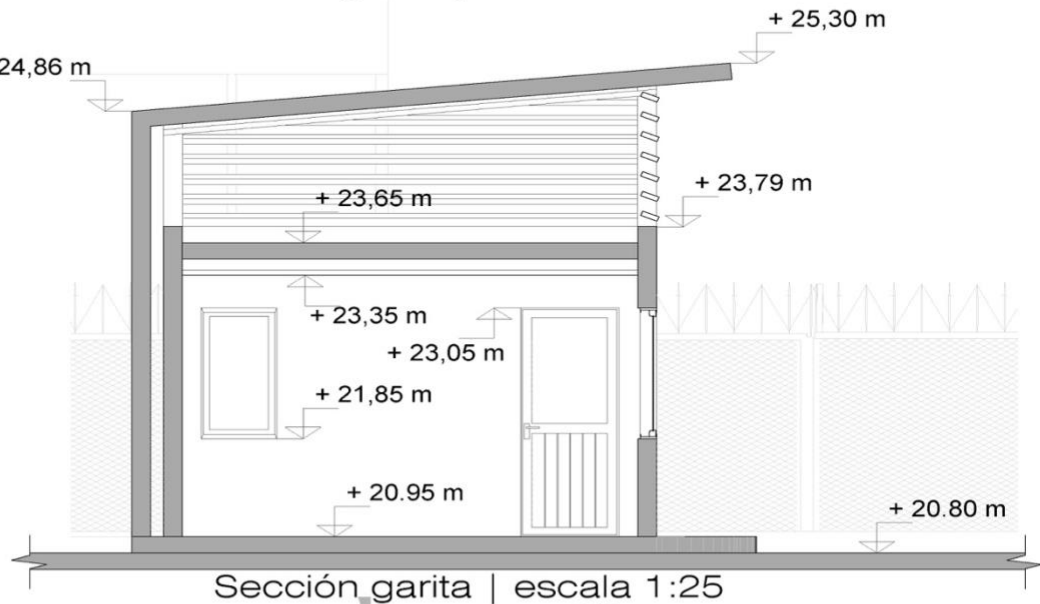 + 25,30 m
24,86 m
+ 23,79 m
+ 23,65 m
+ 23,35 m
+ 23,05 m
+ 21,85 m
+ 20.95 m
+ 20.80 m
Sección garita | escala 1:25